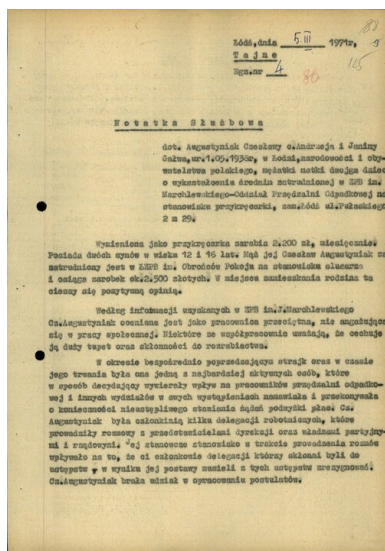 Łódź, dnia 5.III 1971r,
T a j n e
Egz.nr 4
N o t a t k a  S ł u ż b o w a
dot. Augustyniak Czesławy c.Andrzeja i Janiny
Gałwa, ur.1.05.1938r, w Łodzi, narodowości i oby-
watelstwa polskiego, mężatki matki dwojga dzieci
o wykształceniu średnim zatrudnionej w ZPB im.
Marchlewskiego-Oddział Przędzalni Odpadkowej na
stanowisku przykręcarki, zam.Łódź ul.Pułaskiego
2 m 29.
Wymieniona jako przykręcarka zarabia 2.200 zł, miesięcznie.
Posiada dwóch synów w wieku 12 i 16 lat. Mąż jej Czesław Augustyniak za
zatrudniony jest w ŁZPB im. Obrońców Pokoju na stanowisku ślusarza
i osiąga zarobek ok.2.500 złotych. W miejscu zamieszkania rodzina ta
cieszy się pozytywną opinią.
Według informacji uzyskanych w ZPB im.J.Marchlewskiego
Cz.Augustyniak oceniana jest jako pracownica przeciętna, nie angażująca
się w pracy społecznej. Niektóre ze współpracownic uważają, że cechuje
ją duży tupet oraz skłonności do rozrabiactwa.
W okresie bezpośrednio poprzedzającym strajk oraz w czasie
jego trwania była ona jedną z najbardziej aktywnych osób, które
w sposób decydujący wywierały wpływ na pracowników przędzalni odpadko-
wej i innych wydziałów w swych wystąpieniach namawiała i przekonywała
o konieczności nieustępliwego stawiania żądań podwyżki płac. Cz.
Augustyniak była członkinią kilku delegacji robotniczych, które
prowadziły rozmowy z przedstawicielami dyrekcji oraz władzami partyjny-
mi i rządowymi. Jej stanowcze stanowisko w trakcie prowadzenia rozmów
wpływało na to, że ci członkowie delegacji którzy skłonni byli do
ustępstw w wyniku jej postawy musieli z tych ustępstw zrezygnować.
Cz.Augustyniak brała udział w opracowaniu postulatów.